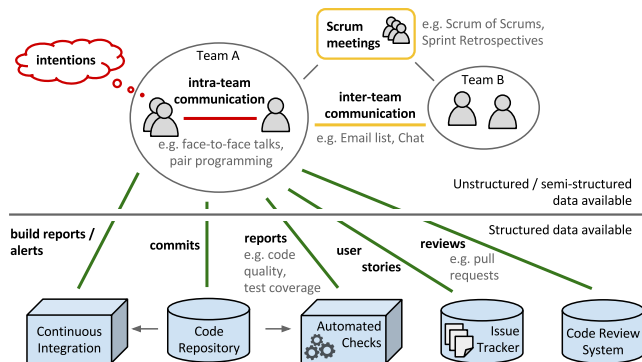 Scrum
meetings
e.g. Scrum of Scrums,
Sprint Retrospectives
Team A
intentions
intra-team
communication
e.g. face-to-face talks,
pair programming
inter-team
communication
e.g. Email list, Chat
Team B
Unstructured / semi-structured
data available
Structured data available
build reports /
alerts
commits
reports
e.g. code
quality,
test coverage
user
stories
reviews
e.g. pull
requests
Continuous
Integration
Code
Repository
Automated
Checks
Issue
Tracker
Code Review
System